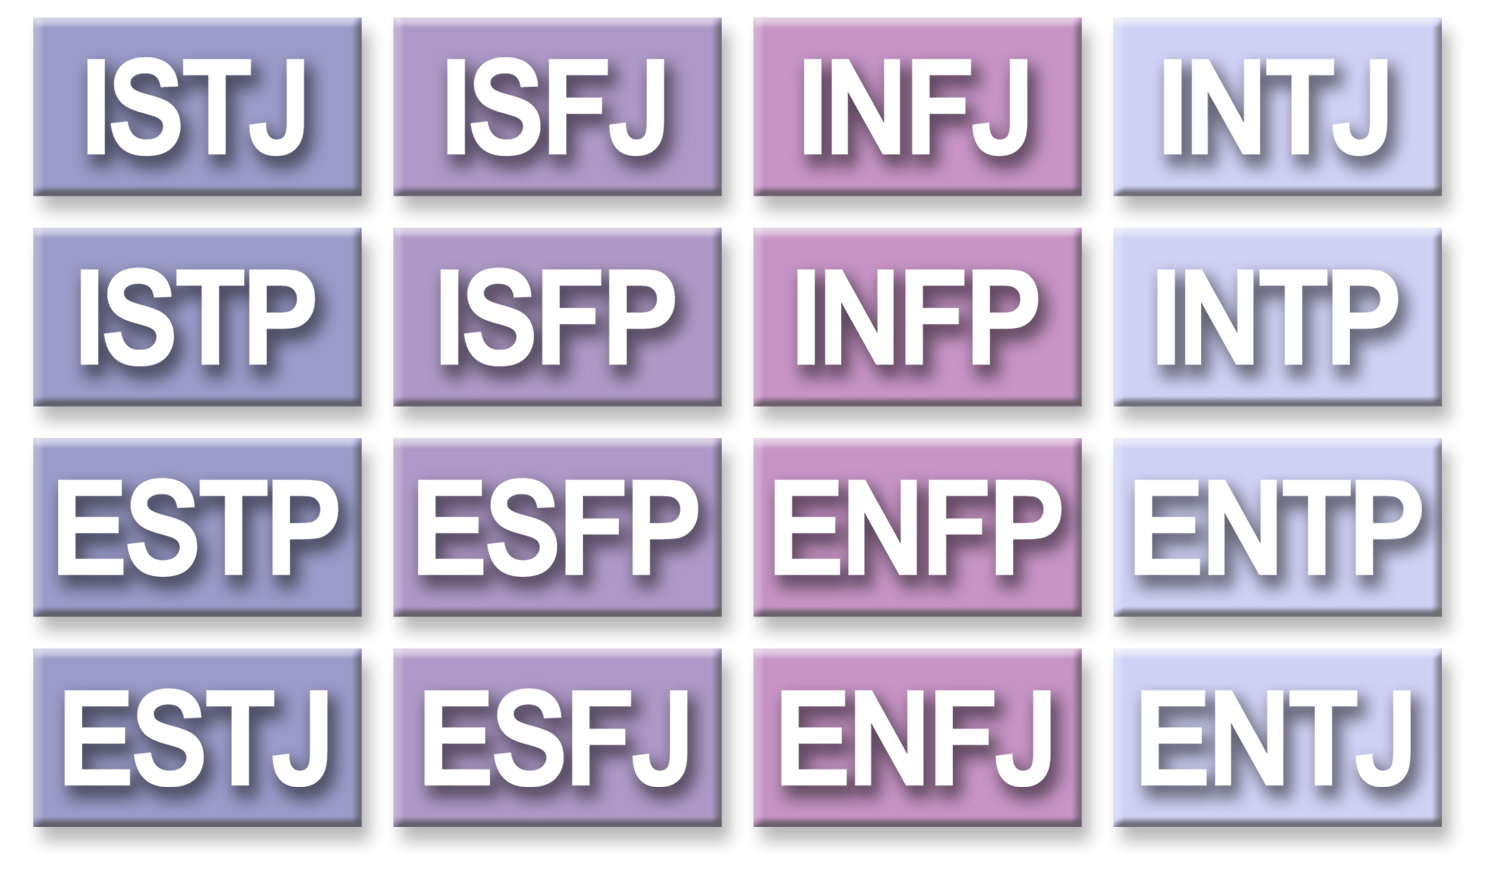 ISTJ ISFJ INFJ INTJ
ISTP ISFP INFP INTP
ESTP ESFP ENFP ENTP
ESTJ ESFJ ENFJ ENTJ